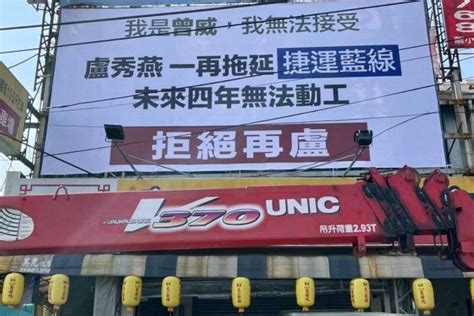 我是曾威,我無法接受
盧秀燕 一再拖延 捷運藍線
未來四年無法動工
拒絕再盧
V370 UNIC
吊升荷重2.93T